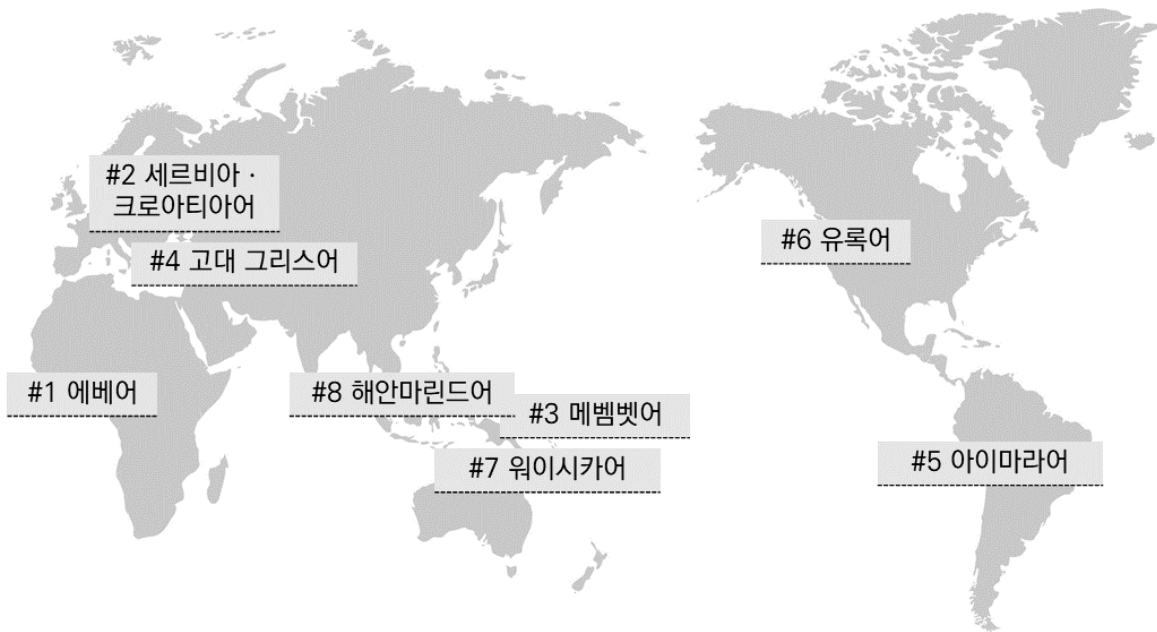 #2 세르비아 ·
크로아티아어
#4 고대 그리스어
#6 유록어
#1 에베어
#8 해안마린드어
#3 메벰벳어
#5 아이마라어
#7 워이시카어